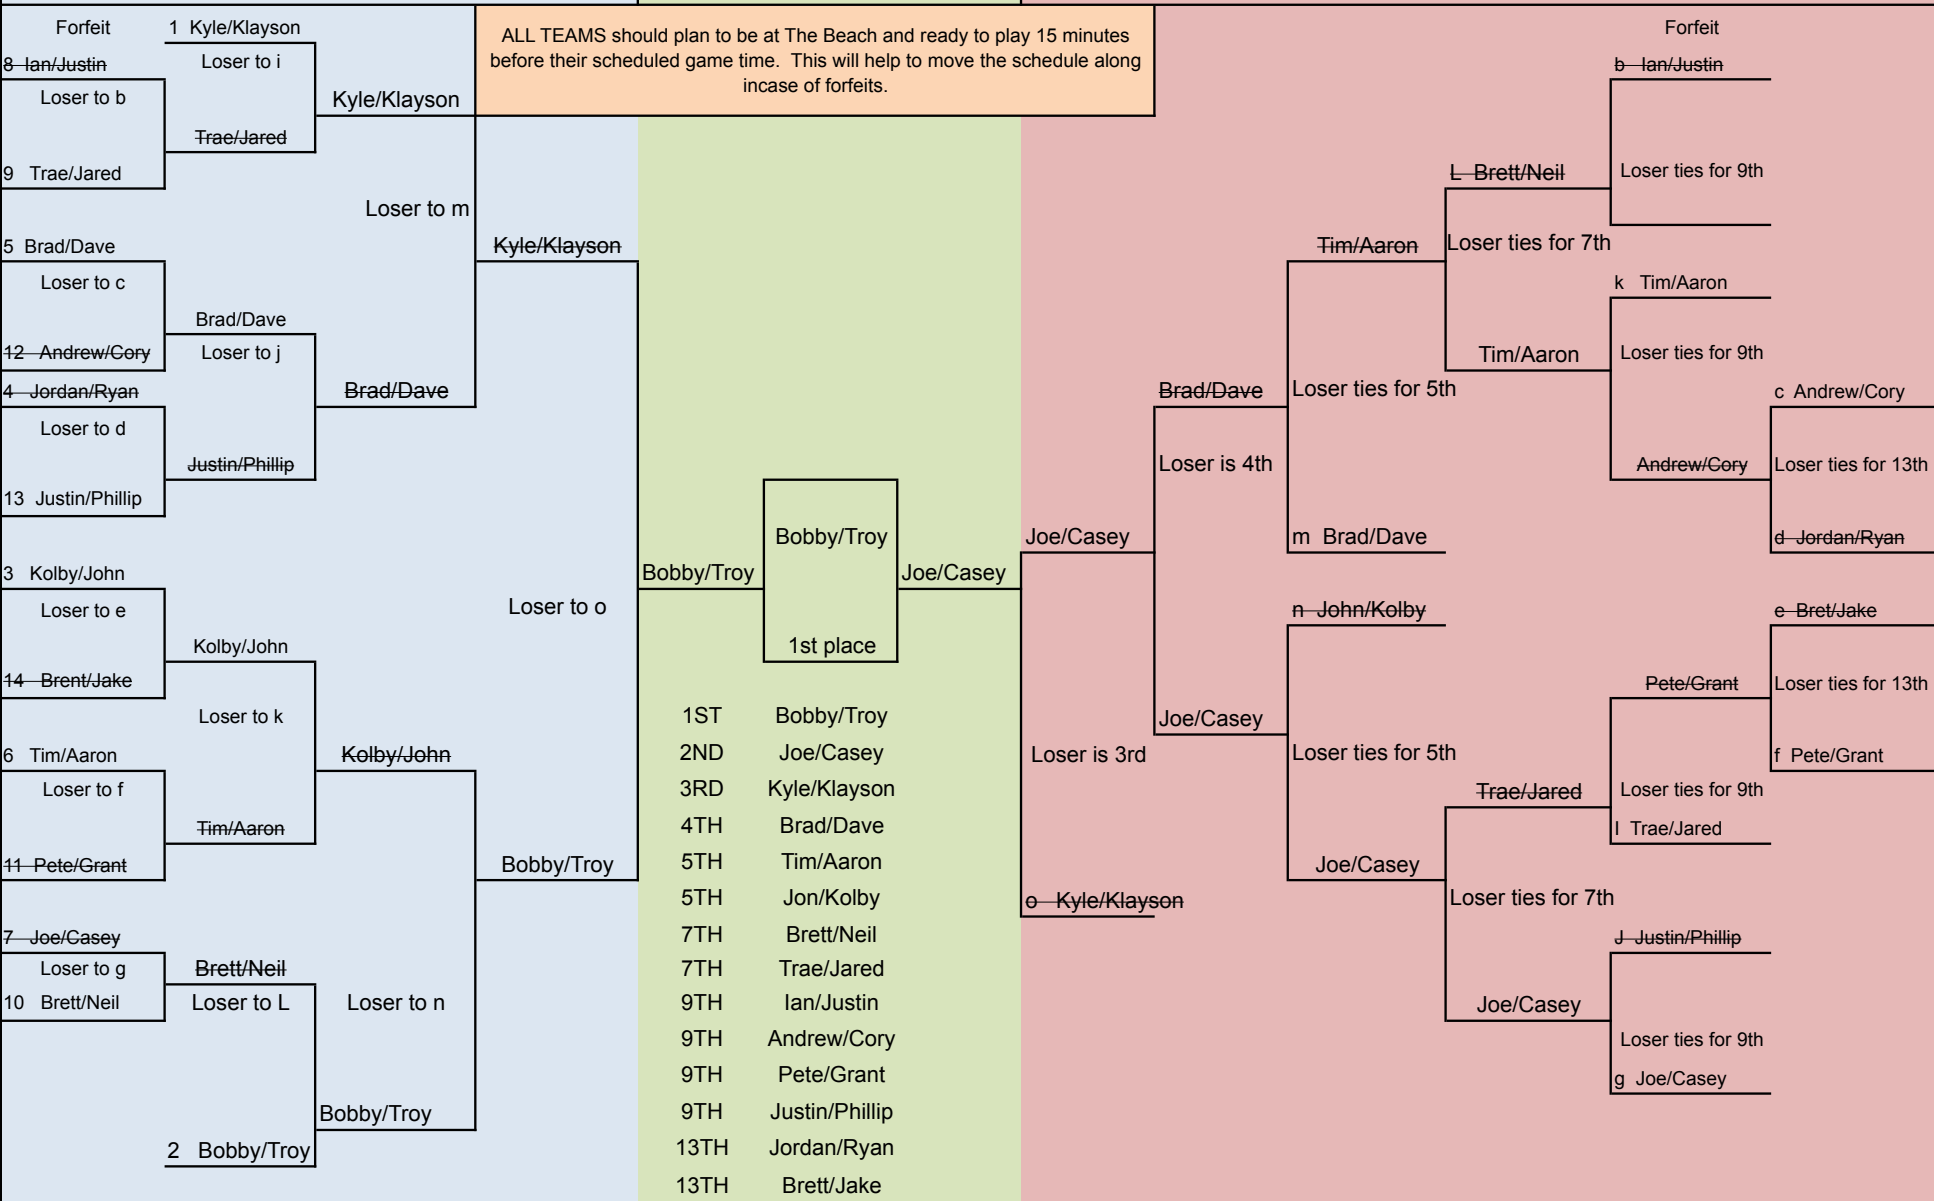 Forfeit
1 Kyle/Klayson
8 Ian/Justin
Loser to i
Loser to b
Kyle/Klayson
Trae/Jared
9 Trae/Jared
Loser to m
5 Brad/Dave
Kyle/Klayson
Loser to c
Brad/Dave
12 Andrew/Cory
Loser to j
4 Jordan/Ryan
Brad/Dave
Loser to d
Justin/Phillip
13 Justin/Phillip
3 Kolby/John
Loser to e
Loser to o
Kolby/John
14 Brent/Jake
Loser to k
6 Tim/Aaron
Kolby/John
Loser to f
Tim/Aaron
11 Pete/Grant
Bobby/Troy
7 Joe/Casey
Loser to g
Brett/Neil
10 Brett/Neil
Loser to L
Loser to n
Bobby/Troy
2 Bobby/Troy
ALL TEAMS should plan to be at The Beach and ready to play 15 minutes
before their scheduled game time. This will help to move the schedule along
incase of forfeits.
Bobby/Troy
Bobby/Troy
Joe/Casey
1st place
1ST Bobby/Troy
2ND Joe/Casey
3RD Kyle/Klayson
4TH Brad/Dave
5TH Tim/Aaron
5TH Jon/Kolby
7TH Brett/Neil
7TH Trae/Jared
9TH Ian/Justin
9TH Andrew/Cory
9TH Pete/Grant
9TH Justin/Phillip
13TH Jordan/Ryan
13TH Brett/Jake
Forfeit
b Ian/Justin
L Brett/Neil
Loser ties for 9th
Tim/Aaron
Loser ties for 7th
k Tim/Aaron
Tim/Aaron
Loser ties for 9th
Brad/Dave
Loser ties for 5th
c Andrew/Cory
Loser is 4th
Andrew/Cory
Loser ties for 13th
Joe/Casey
m Brad/Dave
d Jordan/Ryan
n John/Kolby
e Bret/Jake
Pete/Grant
Loser ties for 13th
Joe/Casey
Loser is 3rd
Loser ties for 5th
f Pete/Grant
Trae/Jared
Loser ties for 9th
l Trae/Jared
Joe/Casey
o Kyle/Klayson
Loser ties for 7th
J Justin/Phillip
Joe/Casey
Loser ties for 9th
g Joe/Casey